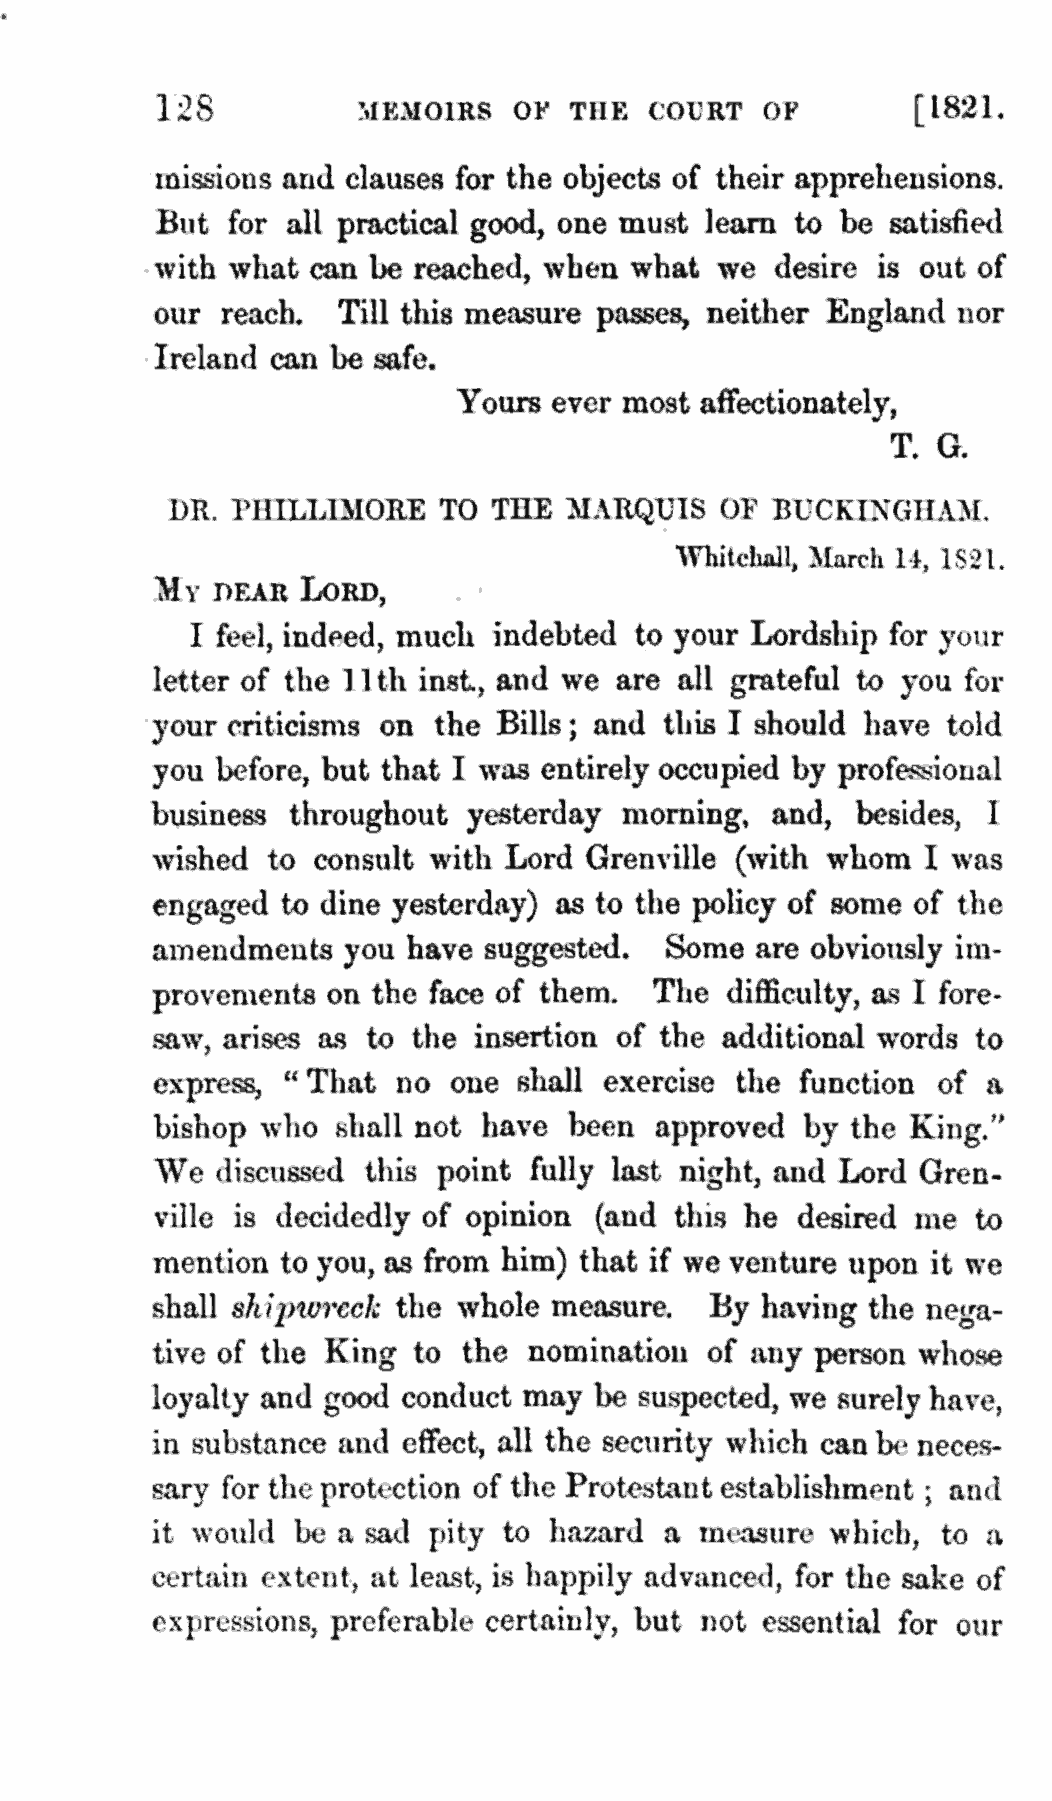 128 MEMOIRS OF THE COURT OF [1821.
missions and clauses for the objects of their apprehensions.
But for all practical good, one must learn to be satisfied
with what can be reached, when what we desire is out of
our reach. Till this measure passes, neither England nor
Ireland can be safe.
Yours ever most affectionately,
T. G.
DR. PHILLIMORE TO THE MARQUIS OF BUCKINGHAM.
Whitehall, March 14, 1821.
MY DEAR LORD,
I feel, indeed, much indebted to your Lordship for your
letter of the 11th inst., and we are all grateful to you for
your criticisms on the Bills; and this I should have told
you before, but that I was entirely occupied by professional
business throughout yesterday morning, and, besides, I
wished to consult with Lord Grenville (with whom I was
engaged to dine yesterday) as to the policy of some of the
amendments you have suggested. Some are obviously im-
provements on the face of them. The difficulty, as I fore-
saw, arises as to the insertion of the additional words to
express, "That no one shall exercise the function of a
bishop who shall not have been approved by the King."
We discussed this point fully last night, and Lord Gren-
ville is decidedly of opinion (and this he desired me to
mention to you, as from him) that if we venture upon it we
shall shipwreck the whole measure. By having the nega-
tive of the King to the nomination of any person whose
loyalty and good conduct may be suspected, we surely have,
in substance and effect, all the security which can be neces-
sary for the protection of the Protestant establishment; and
it would be a sad pity to hazard a measure which, to a
certain extent, at least, is happily advanced, for the sake of
expressions, preferable certainly, but not essential for our